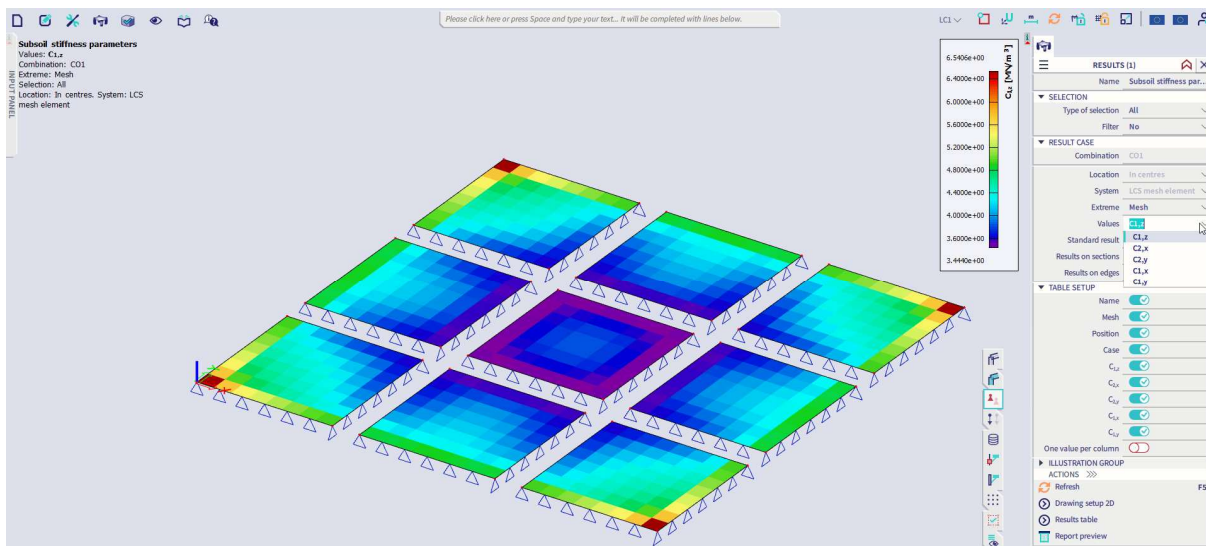 Please click here or press Space and type your text... It will be completed with lines below.
LC1
Subsoil stiffness parameters
Values: C1,z
Combination: CO1
Extreme: Mesh
Selection: All
Location: In centres. System: LCS
mesh element
INPUT PANEL
C1z [MN/m³]
6.5406e+00
6.4000e+00
6.0000e+00
5.6000e+00
5.2000e+00
4.8000e+00
4.4000e+00
4.0000e+00
3.6000e+00
3.4440e+00
RESULTS (1)
Name Subsoil stiffness par...
SELECTION
Type of selection All
Filter No
RESULT CASE
Combination CO1
Location In centres
System LCS mesh element
Extreme Mesh
Values C1,z
C1,z
C2,x
C2,y
C1,x
C1,y
Standard result
Results on sections
Results on edges
TABLE SETUP
Name
Mesh
Position
Case
C1,z
C2,x
C2,y
C1,x
C1,y
One value per column
ILLUSTRATION GROUP
ACTIONS >>>
Refresh F5
Drawing setup 2D
Results table
Report preview